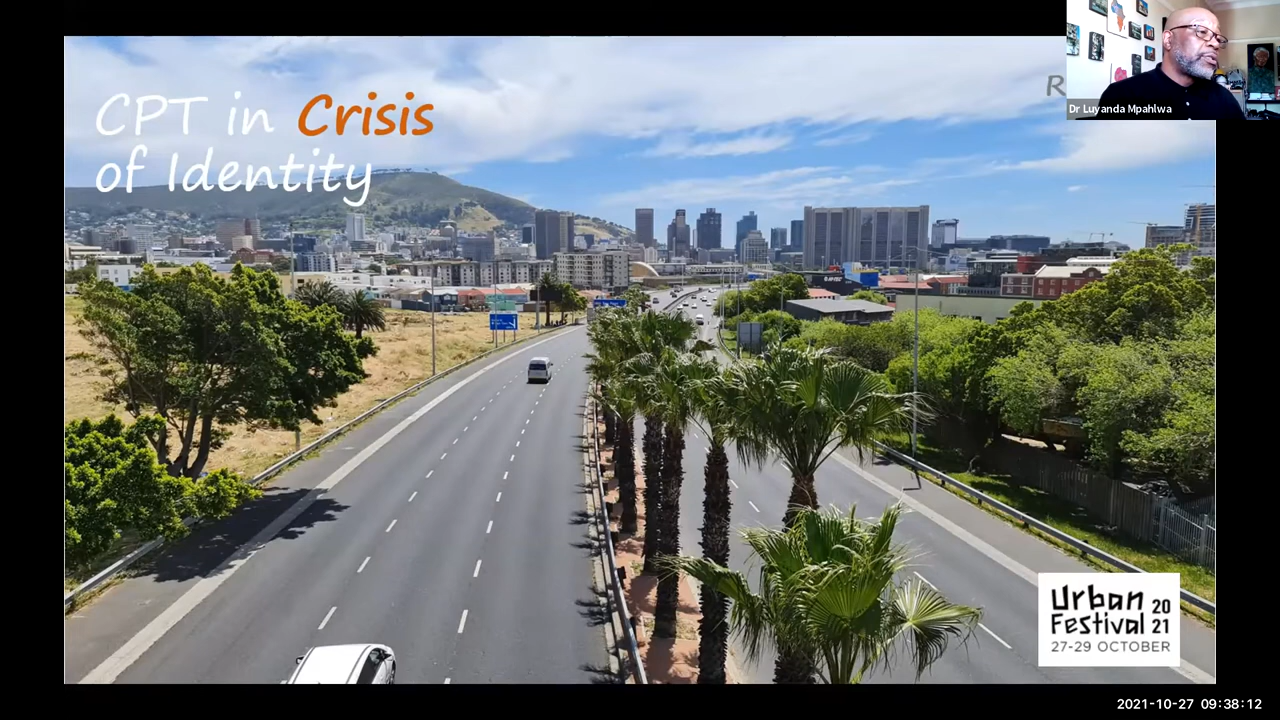 CPT in Crisis
of Identity
R
Dr Luyanda Mpahlwa
Urban 20
Festival 21
27-29 OCTOBER
2021-10-27 09:38:12